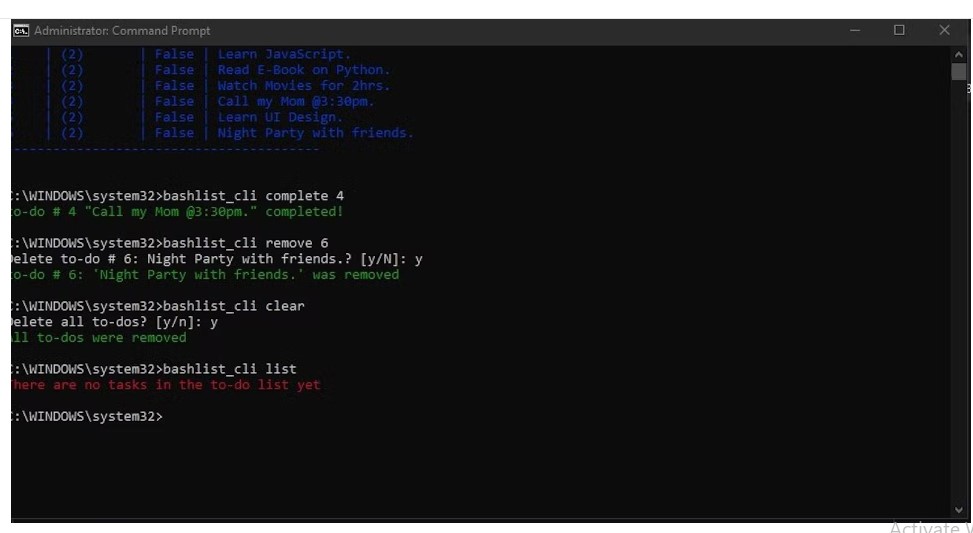 Administrator: Command Prompt
| (2) | False | Learn JavaScript.
| (2) | False | Read E-Book on Python.
| (2) | False | Watch Movies for 2hrs.
| (2) | False | Call my Mom @3:30pm.
| (2) | False | Learn UI Design.
| (2) | False | Night Party with friends.
----------------------------------------
:\WINDOWS\system32>bashlist_cli complete 4
o-do # 4 "Call my Mom @3:30pm." completed!
:\WINDOWS\system32>bashlist_cli remove 6
elete to-do # 6: Night Party with friends.? [y/N]: y
o-do # 6: 'Night Party with friends.' was removed
:\WINDOWS\system32>bashlist_cli clear
elete all to-dos? [y/n]: y
ll to-dos were removed
:\WINDOWS\system32>bashlist_cli list
here are no tasks in the to-do list yet
:\WINDOWS\system32>
Activate